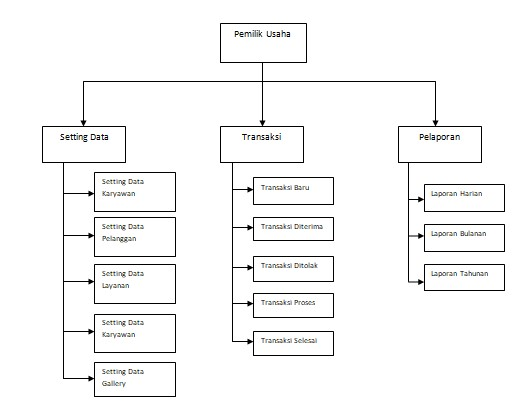 Pemilik Usaha
Setting Data
Transaksi
Pelaporan
Setting Data
Karyawan
Setting Data
Pelanggan
Setting Data
Layanan
Setting Data
Karyawan
Setting Data
Gallery
Transaksi Baru
Transaksi Diterima
Transaksi Ditolak
Transaksi Proses
Transaksi Selesai
Laporan Harian
Laporan Bulanan
Laporan Tahunan